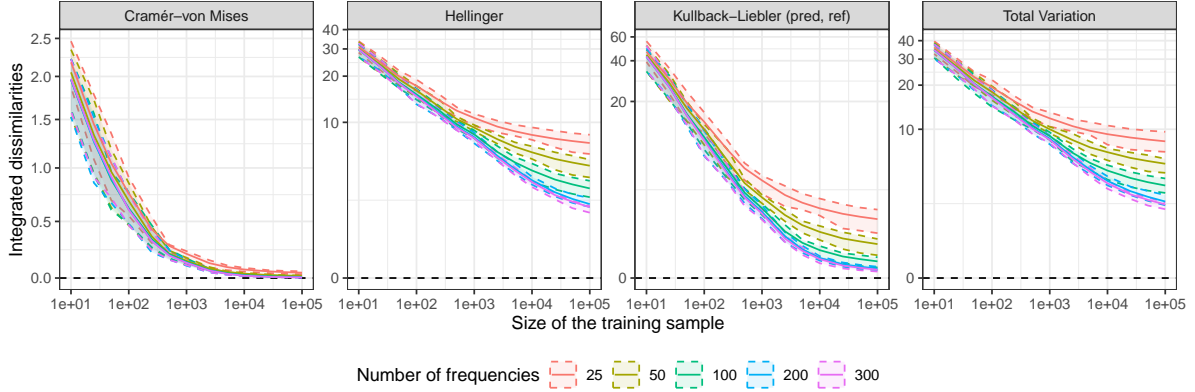 Cramér−von Mises
Hellinger
Kullback−Liebler (pred, ref)
Total Variation
Integrated dissimilarities
2.5
2.0
1.5
1.0
0.5
0.0
40
30
20
10
0
60
40
20
0
40
30
20
10
0
1e+01 1e+02 1e+03 1e+04 1e+05
1e+01 1e+02 1e+03 1e+04 1e+05
1e+01 1e+02 1e+03 1e+04 1e+05
1e+01 1e+02 1e+03 1e+04 1e+05
Size of the training sample
Number of frequencies 25 50 100 200 300